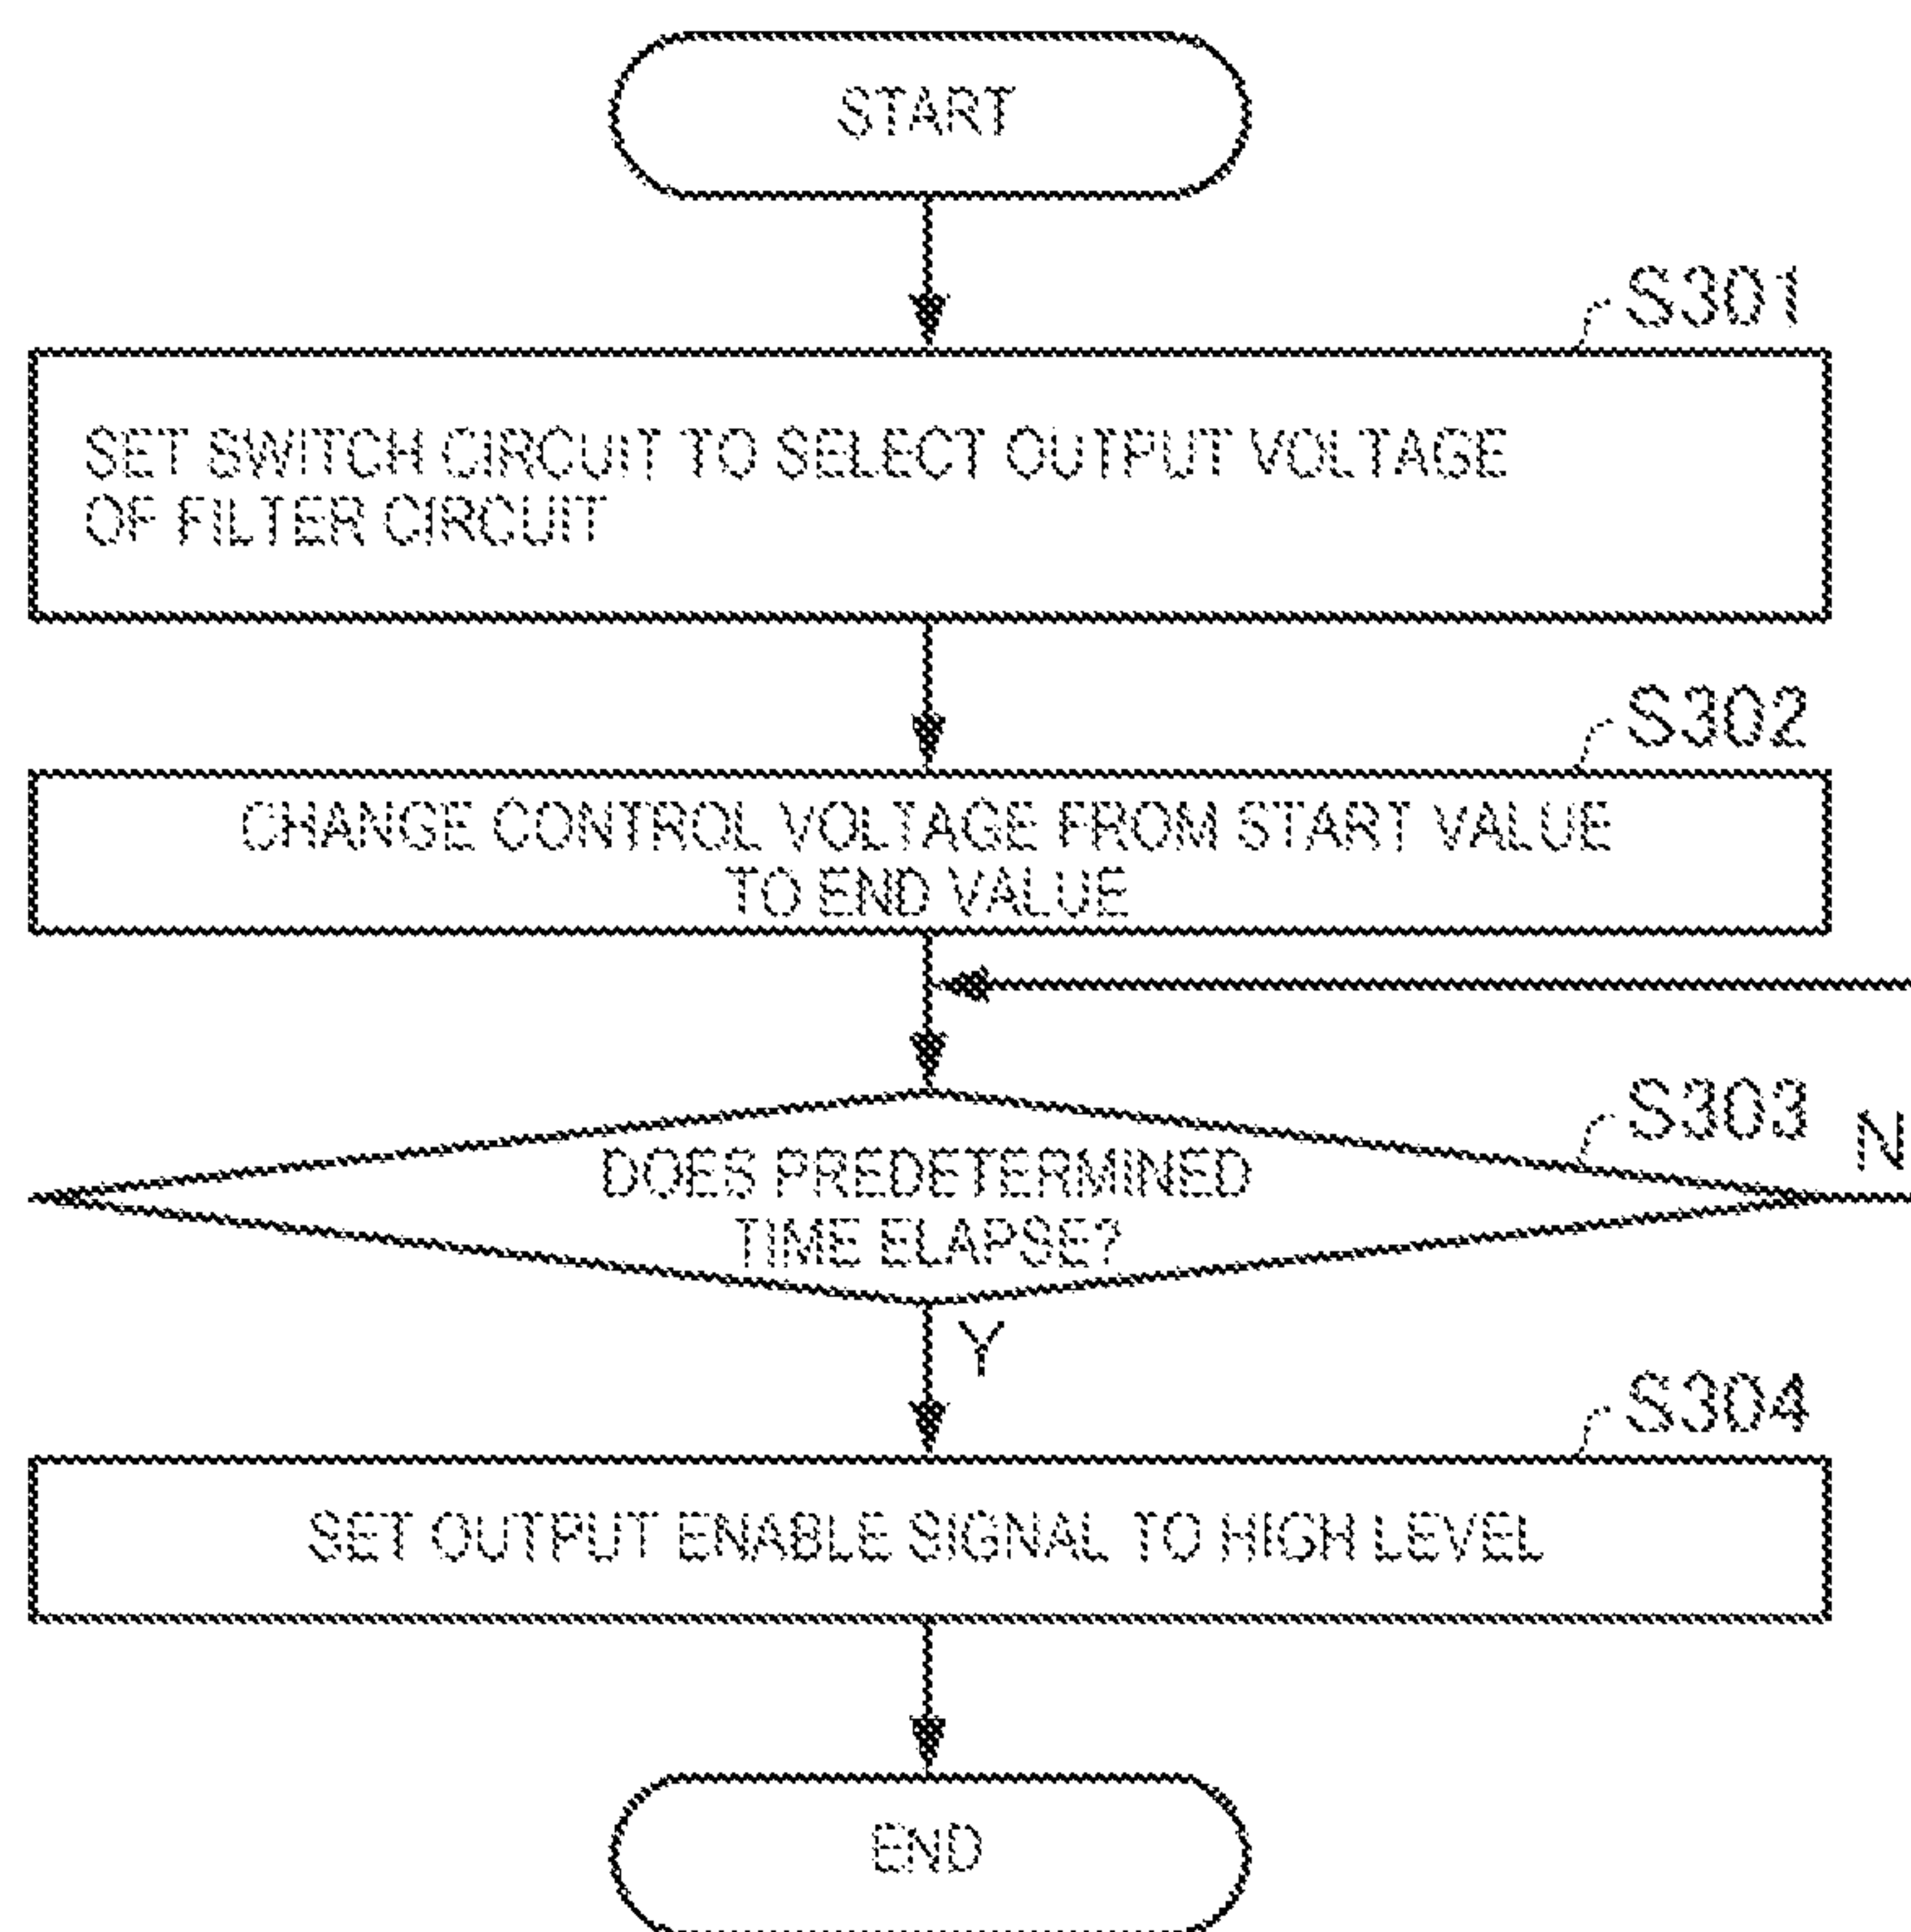 START
S301
SET SWITCH CIRCUIT TO SELECT OUTPUT VOLTAGE
OF FILTER CIRCUIT
S302
CHANGE CONTROL VOLTAGE FROM START VALUE
TO END VALUE
S303
N
DOES PREDETERMINED
TIME ELAPSE?
Y
S304
SET OUTPUT ENABLE SIGNAL TO HIGH LEVEL
END